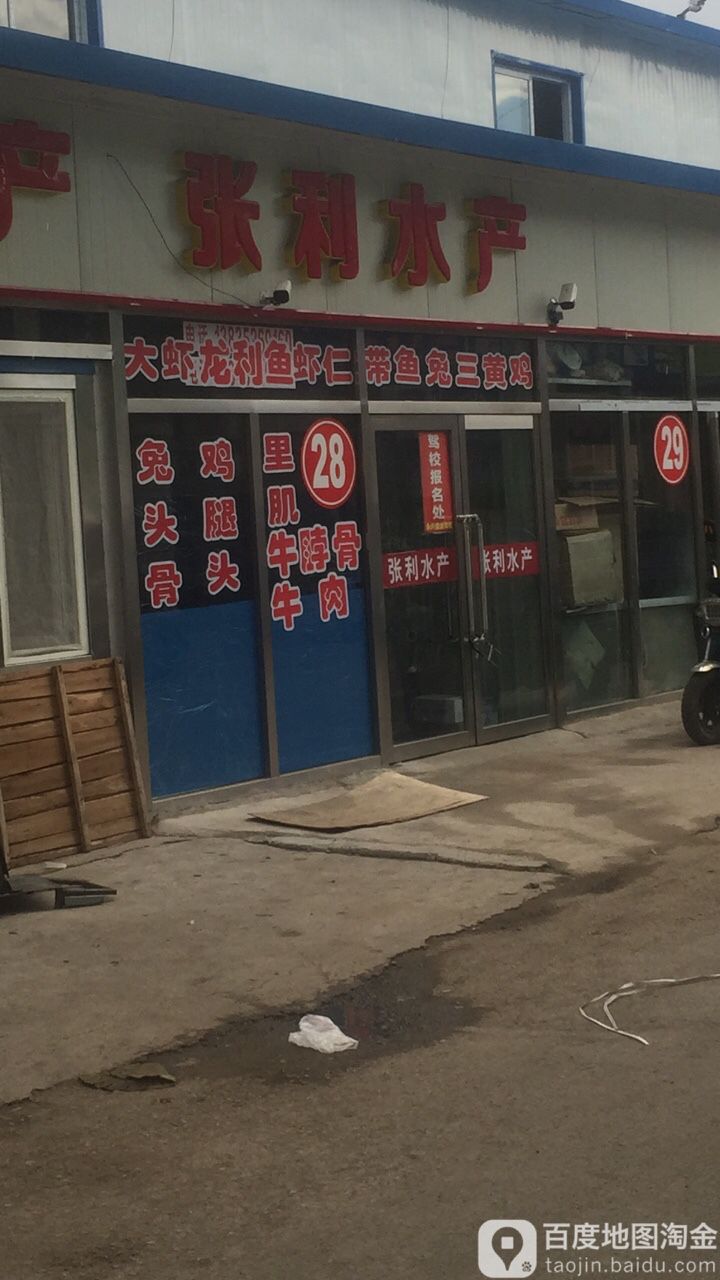 产
张利水产
大虾龙利鱼虾仁
带鱼兔三黄鸡
兔头骨
鸡腿头
里肌
牛脖骨
牛肉
28
29
驾校报名处
张利水产
张利水产
百度地图淘金
taojin.baidu.com